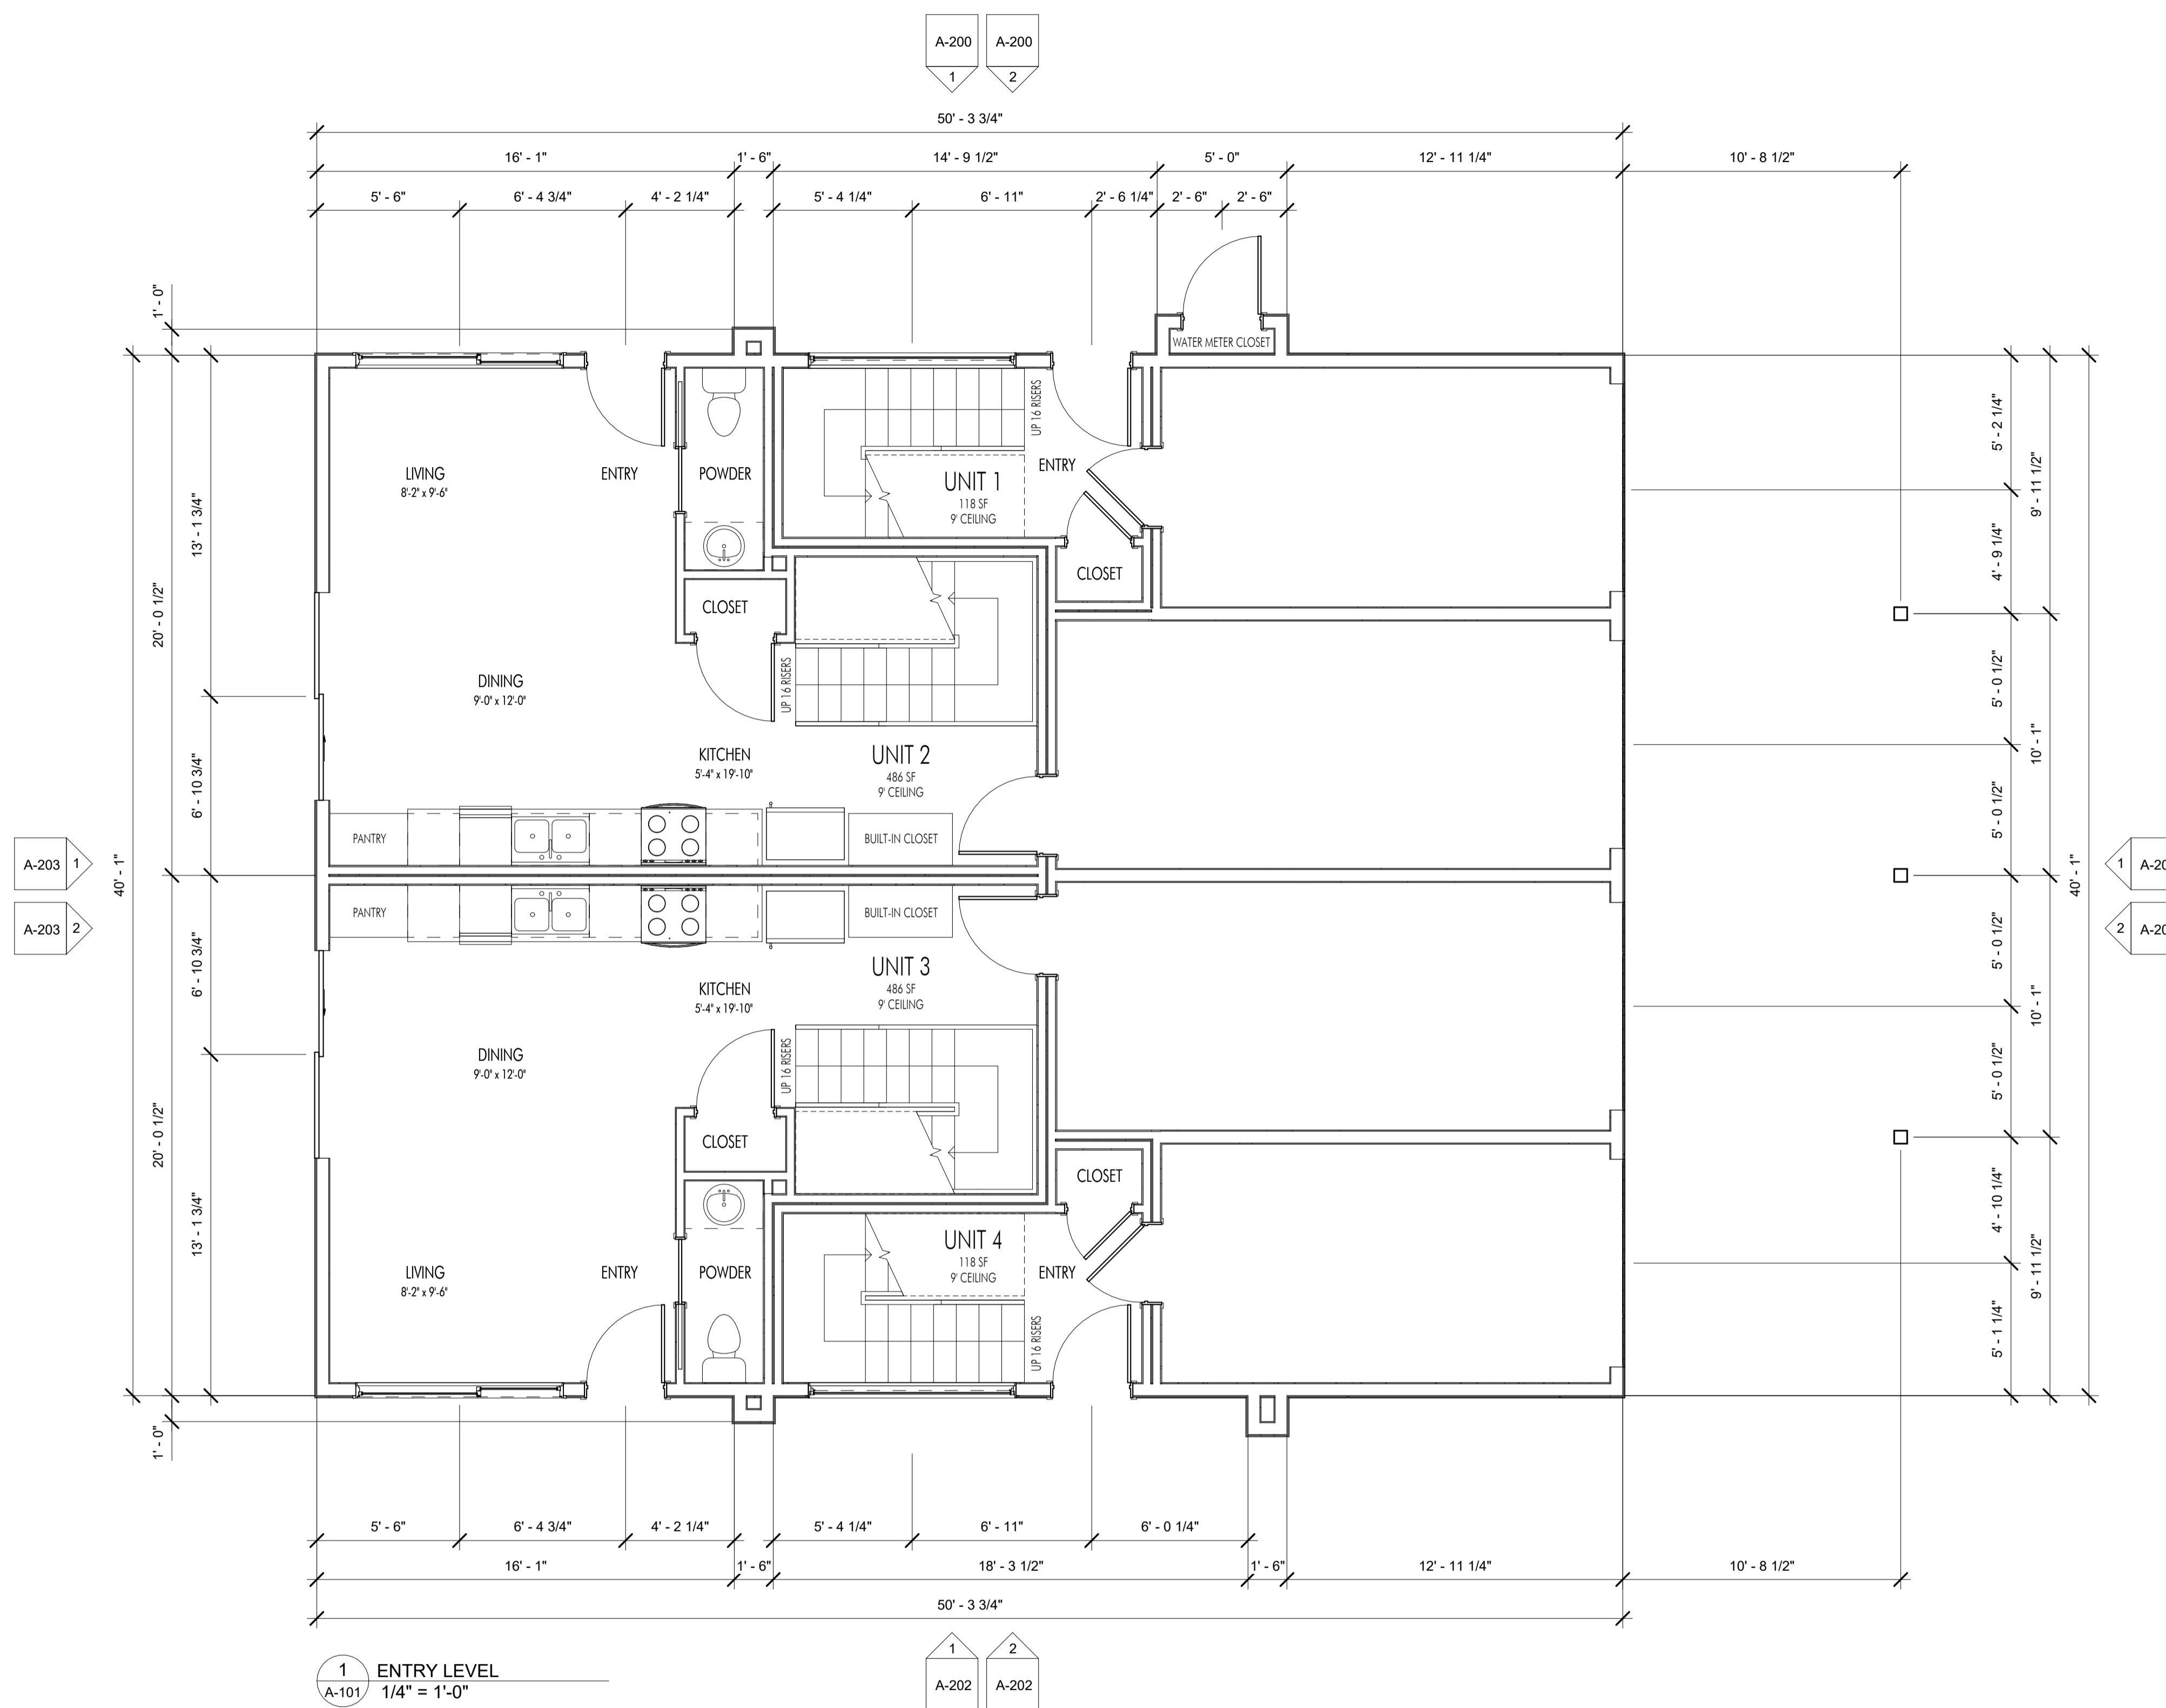 A-200 A-200
1 2
50' - 3 3/4"
16' - 1" 1' - 6" 14' - 9 1/2" 5' - 0" 12' - 11 1/4" 10' - 8 1/2"
5' - 6" 6' - 4 3/4" 4' - 2 1/4" 5' - 4 1/4" 6' - 11" 2' - 6 1/4" 2' - 6" 2' - 6"
1' - 0"
WATER METER CLOSET
UP 16 RISERS
5' - 2 1/4"
LIVING
8'-2" x 9'-6"
ENTRY
POWDER
UNIT 1
118 SF
9' CEILING
ENTRY
9' - 11 1/2"
13' - 1 3/4"
4' - 9 1/4"
CLOSET
CLOSET
20' - 0 1/2"
DINING
9'-0" x 12'-0"
UP 16 RISERS
5' - 0 1/2"
KITCHEN
5'-4" x 19'-10"
UNIT 2
486 SF
9' CEILING
10' - 1"
6' - 10 3/4"
5' - 0 1/2"
PANTRY
BUILT-IN CLOSET
A-203 1
40' - 1"
40' - 1"
1 A-20
A-203 2
2 A-20
PANTRY
BUILT-IN CLOSET
6' - 10 3/4"
5' - 0 1/2"
UNIT 3
486 SF
9' CEILING
KITCHEN
5'-4" x 19'-10"
10' - 1"
DINING
9'-0" x 12'-0"
UP 16 RISERS
5' - 0 1/2"
20' - 0 1/2"
CLOSET
CLOSET
13' - 1 3/4"
4' - 10 1/4"
UNIT 4
118 SF
9' CEILING
LIVING
8'-2" x 9'-6"
ENTRY
POWDER
ENTRY
9' - 11 1/2"
UP 16 RISERS
5' - 1 1/4"
1' - 0"
5' - 6" 6' - 4 3/4" 4' - 2 1/4" 5' - 4 1/4" 6' - 11" 6' - 0 1/4"
16' - 1" 1' - 6" 18' - 3 1/2" 1' - 6" 12' - 11 1/4" 10' - 8 1/2"
50' - 3 3/4"
1 2
A-202 A-202
1 ENTRY LEVEL
A-101 1/4" = 1'-0"